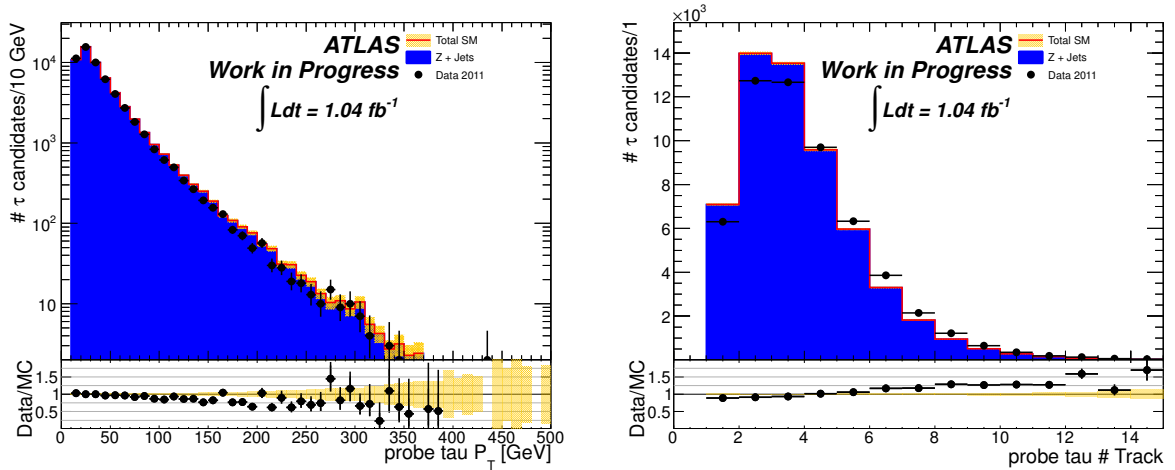 ATLAS
Work in Progress
∫ Ldt = 1.04 fb⁻¹
Total SM
Z + Jets
Data 2011
# τ candidates/10 GeV
10⁴
10³
10²
10
Data/MC
1.5
1
0.5
0 50 100 150 200 250 300 350 400 450 500
probe tau P_T [GeV]
×10³
ATLAS
Work in Progress
∫ Ldt = 1.04 fb⁻¹
Total SM
Z + Jets
Data 2011
# τ candidates/1
14
12
10
8
6
4
2
Data/MC
1.5
1
0.5
0 2 4 6 8 10 12 14
probe tau # Track